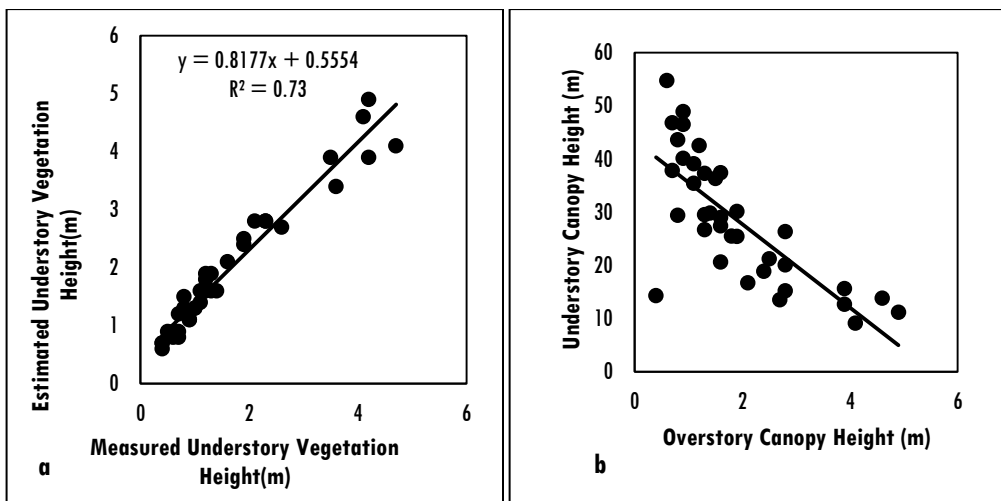 y = 0.8177x + 0.5554
R² = 0.73
Estimated Understory Vegetation
Height(m)
6
5
4
3
2
1
0
0
2
4
6
Measured Understory Vegetation
Height(m)
a
Understory Canopy Height (m)
60
50
40
30
20
10
0
0
2
4
6
Overstory Canopy Height (m)
b